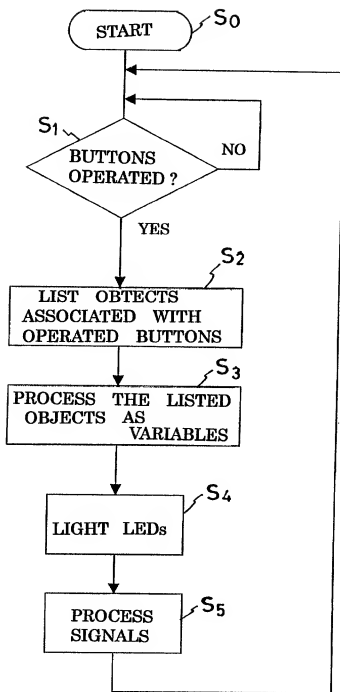 START
S0
S1
BUTTONS
OPERATED ?
NO
YES
S2
LIST OBTECTS
ASSOCIATED WITH
OPERATED BUTTONS
S3
PROCESS THE LISTED
OBJECTS AS
VARIABLES
S4
LIGHT LEDs
S5
PROCESS
SIGNALS